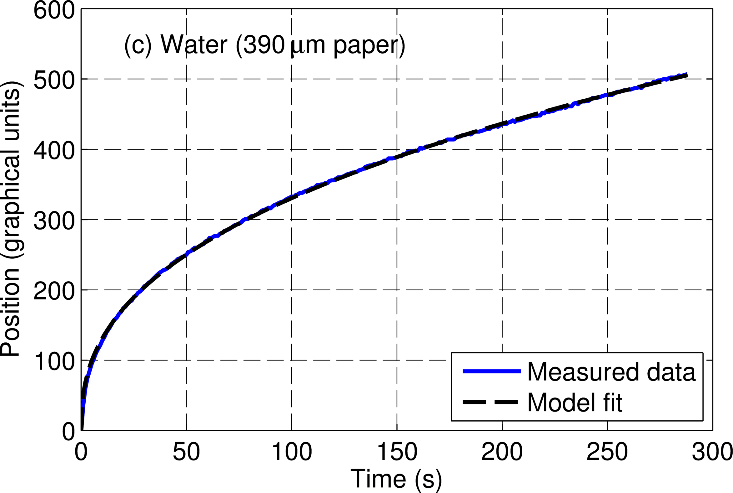 600
(c) Water (390 μm paper)
500
400
300
200
100
0
Position (graphical units)
Measured data
Model fit
0 50 100 150 200 250 300
Time (s)